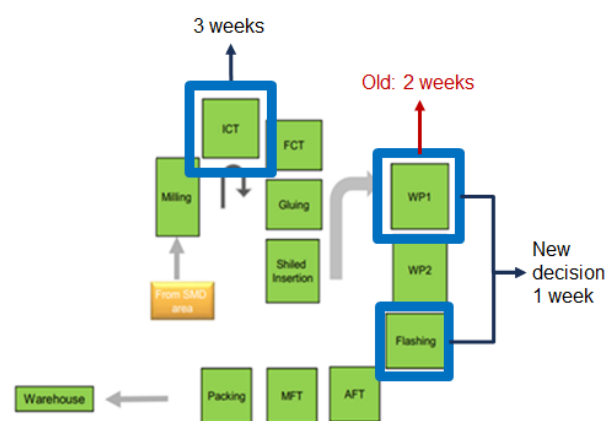 3 weeks
Old: 2 weeks
ICT
FCT
Milling
Gluing
WP1
Shiled
Insertion
WP2
New
decision
1 week
From SMD
area
Flashing
Warehouse
Packing
MFT
AFT